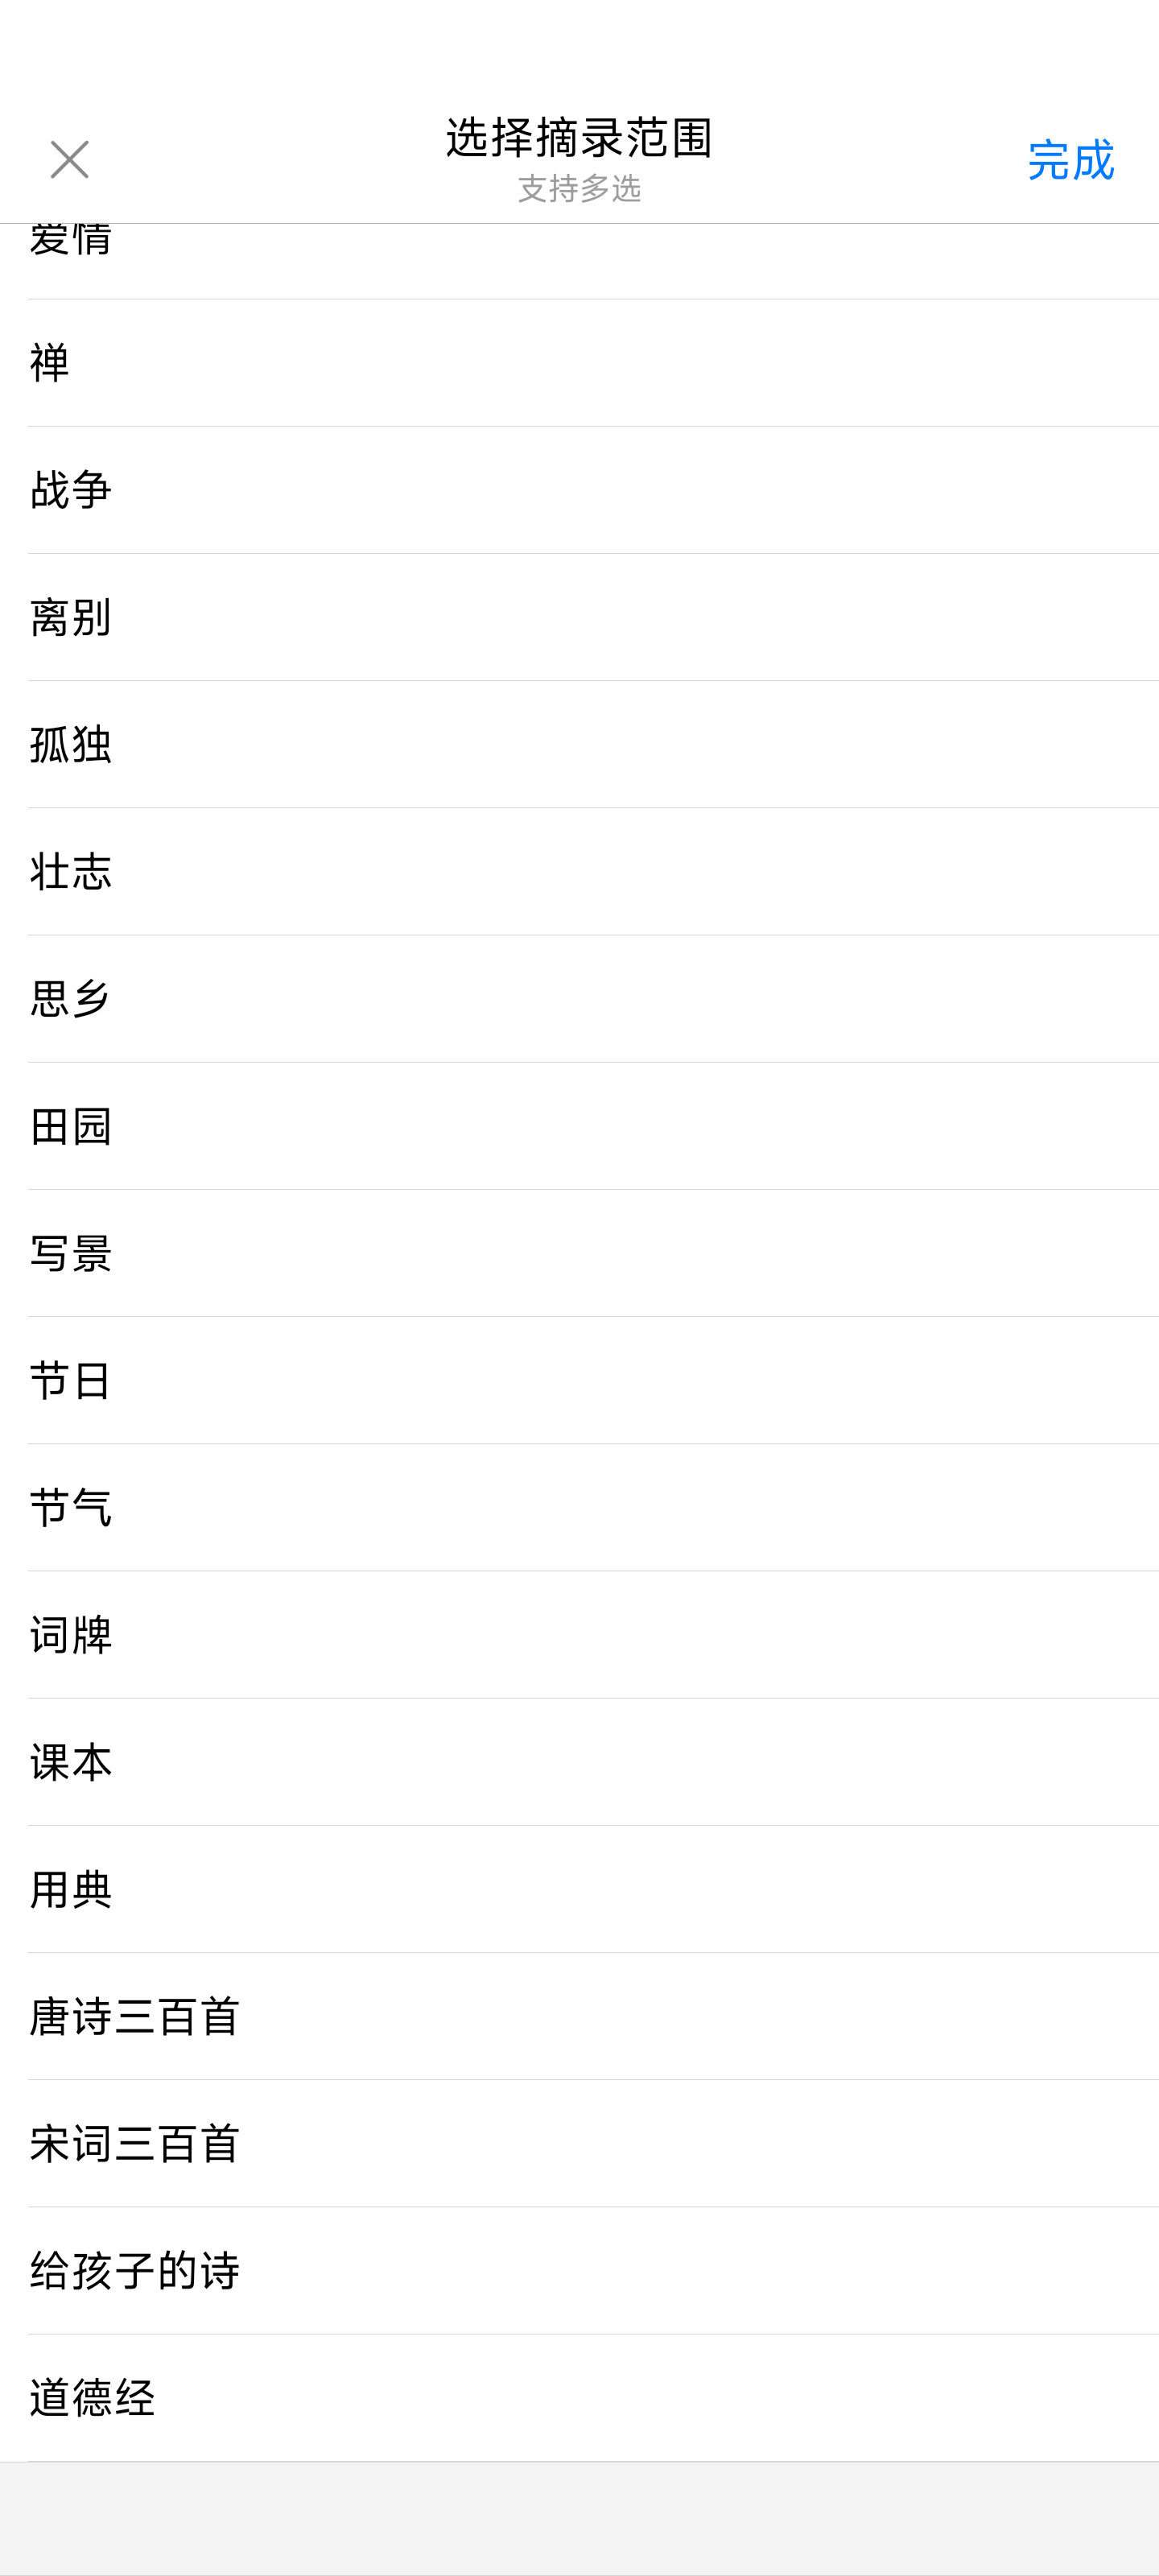 选择摘录范围
支持多选
完成
爱情
禅
战争
离别
孤独
壮志
思乡
田园
写景
节日
节气
词牌
课本
用典
唐诗三百首
宋词三百首
给孩子的诗
道德经